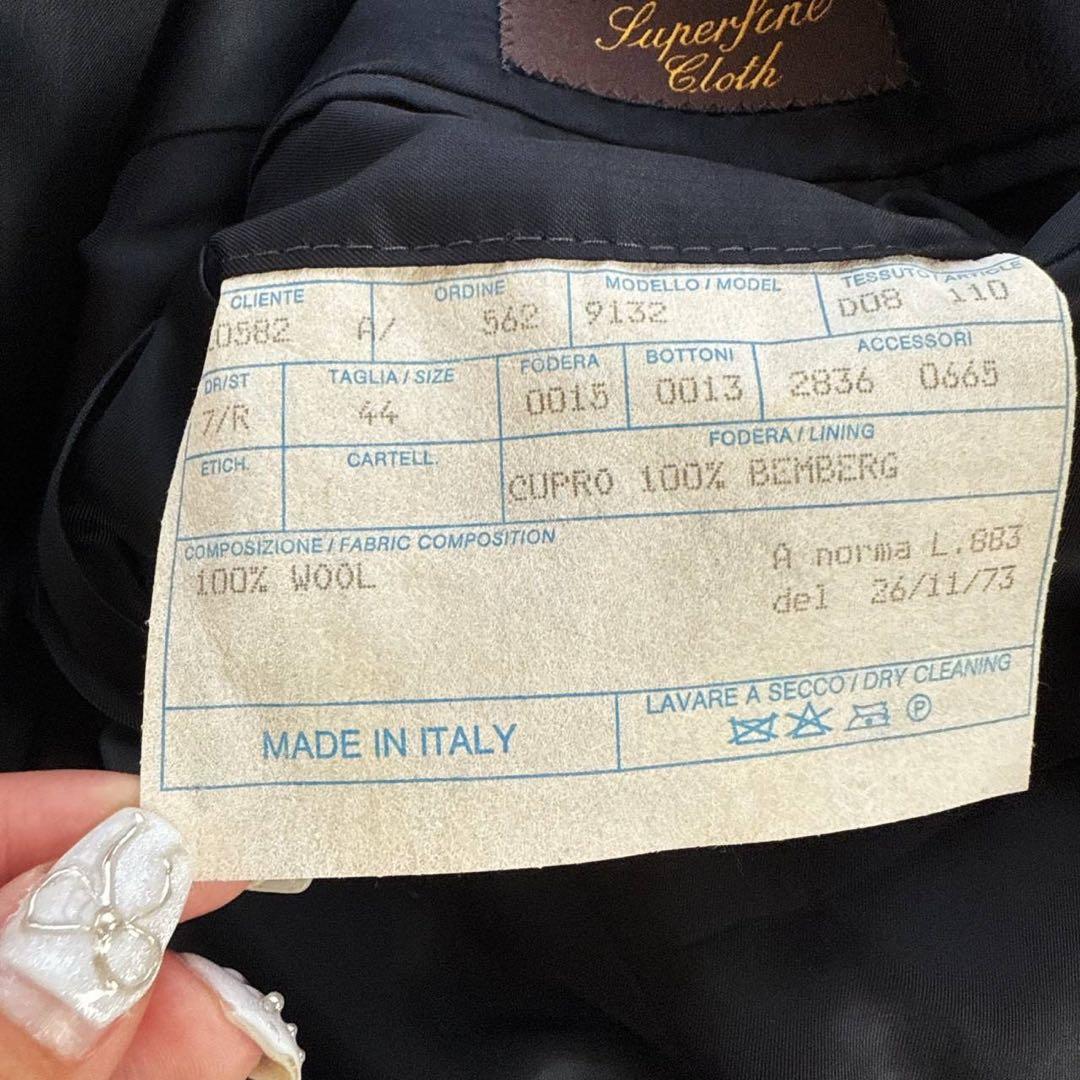 Superfine
Cloth
CLIENTE ORDINE MODELLO / MODEL TESSUTO / ARTICLE
0582 A/ 562 9132 D08 110
DR/ST TAGLIA / SIZE FODERA BOTTONI ACCESSORI
7/R 44 0015 0013 2836 0665
ETICH. CARTELL. FODERA / LINING
CUPRO 100% BEMBERG
COMPOSIZIONE / FABRIC COMPOSITION
100% WOOL
A norma L.883
del 26/11/73
MADE IN ITALY
LAVARE A SECCO / DRY CLEANING
P